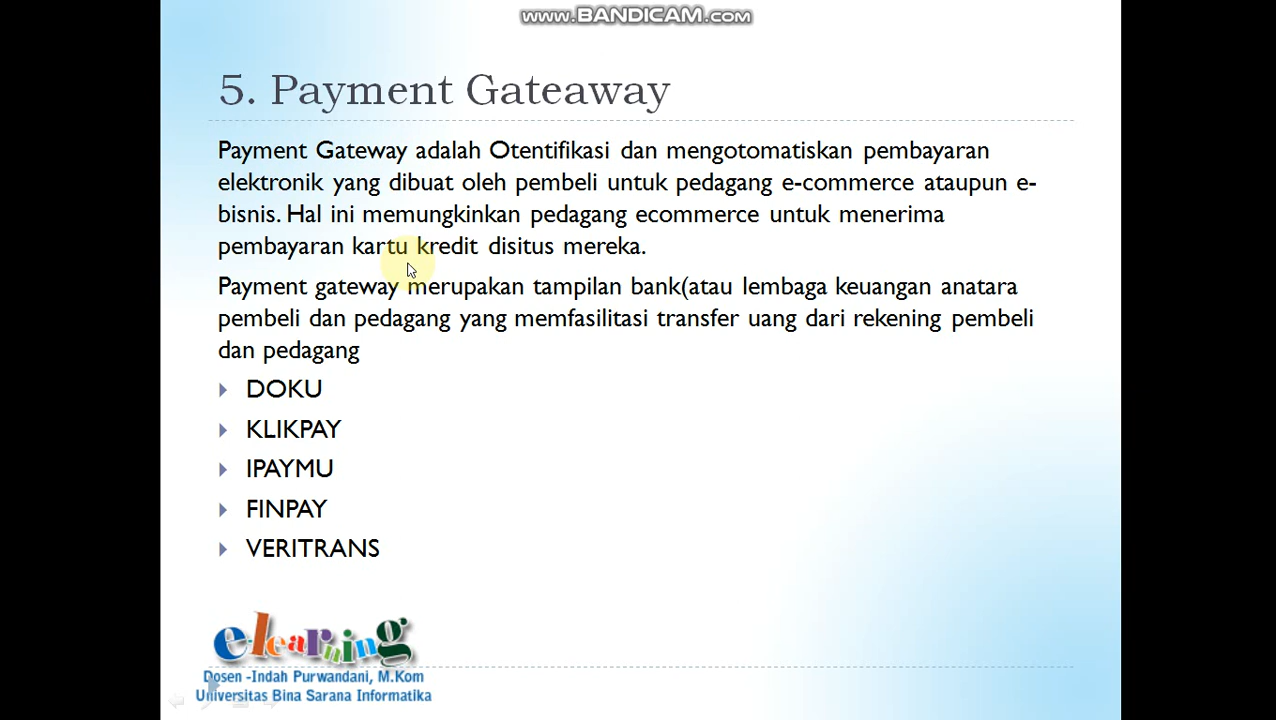 www.BANDICAM.com
5. Payment Gateaway
Payment Gateway adalah Otentifikasi dan mengotomatiskan pembayaran
elektronik yang dibuat oleh pembeli untuk pedagang e-commerce ataupun e-
bisnis. Hal ini memungkinkan pedagang ecommerce untuk menerima
pembayaran kartu kredit disitus mereka.
Payment gateway merupakan tampilan bank(atau lembaga keuangan anatara
pembeli dan pedagang yang memfasilitasi transfer uang dari rekening pembeli
dan pedagang
DOKU
KLIKPAY
IPAYMU
FINPAY
VERITRANS
e-learning
Dosen -Indah Purwandani, M.Kom
Universitas Bina Sarana Informatika